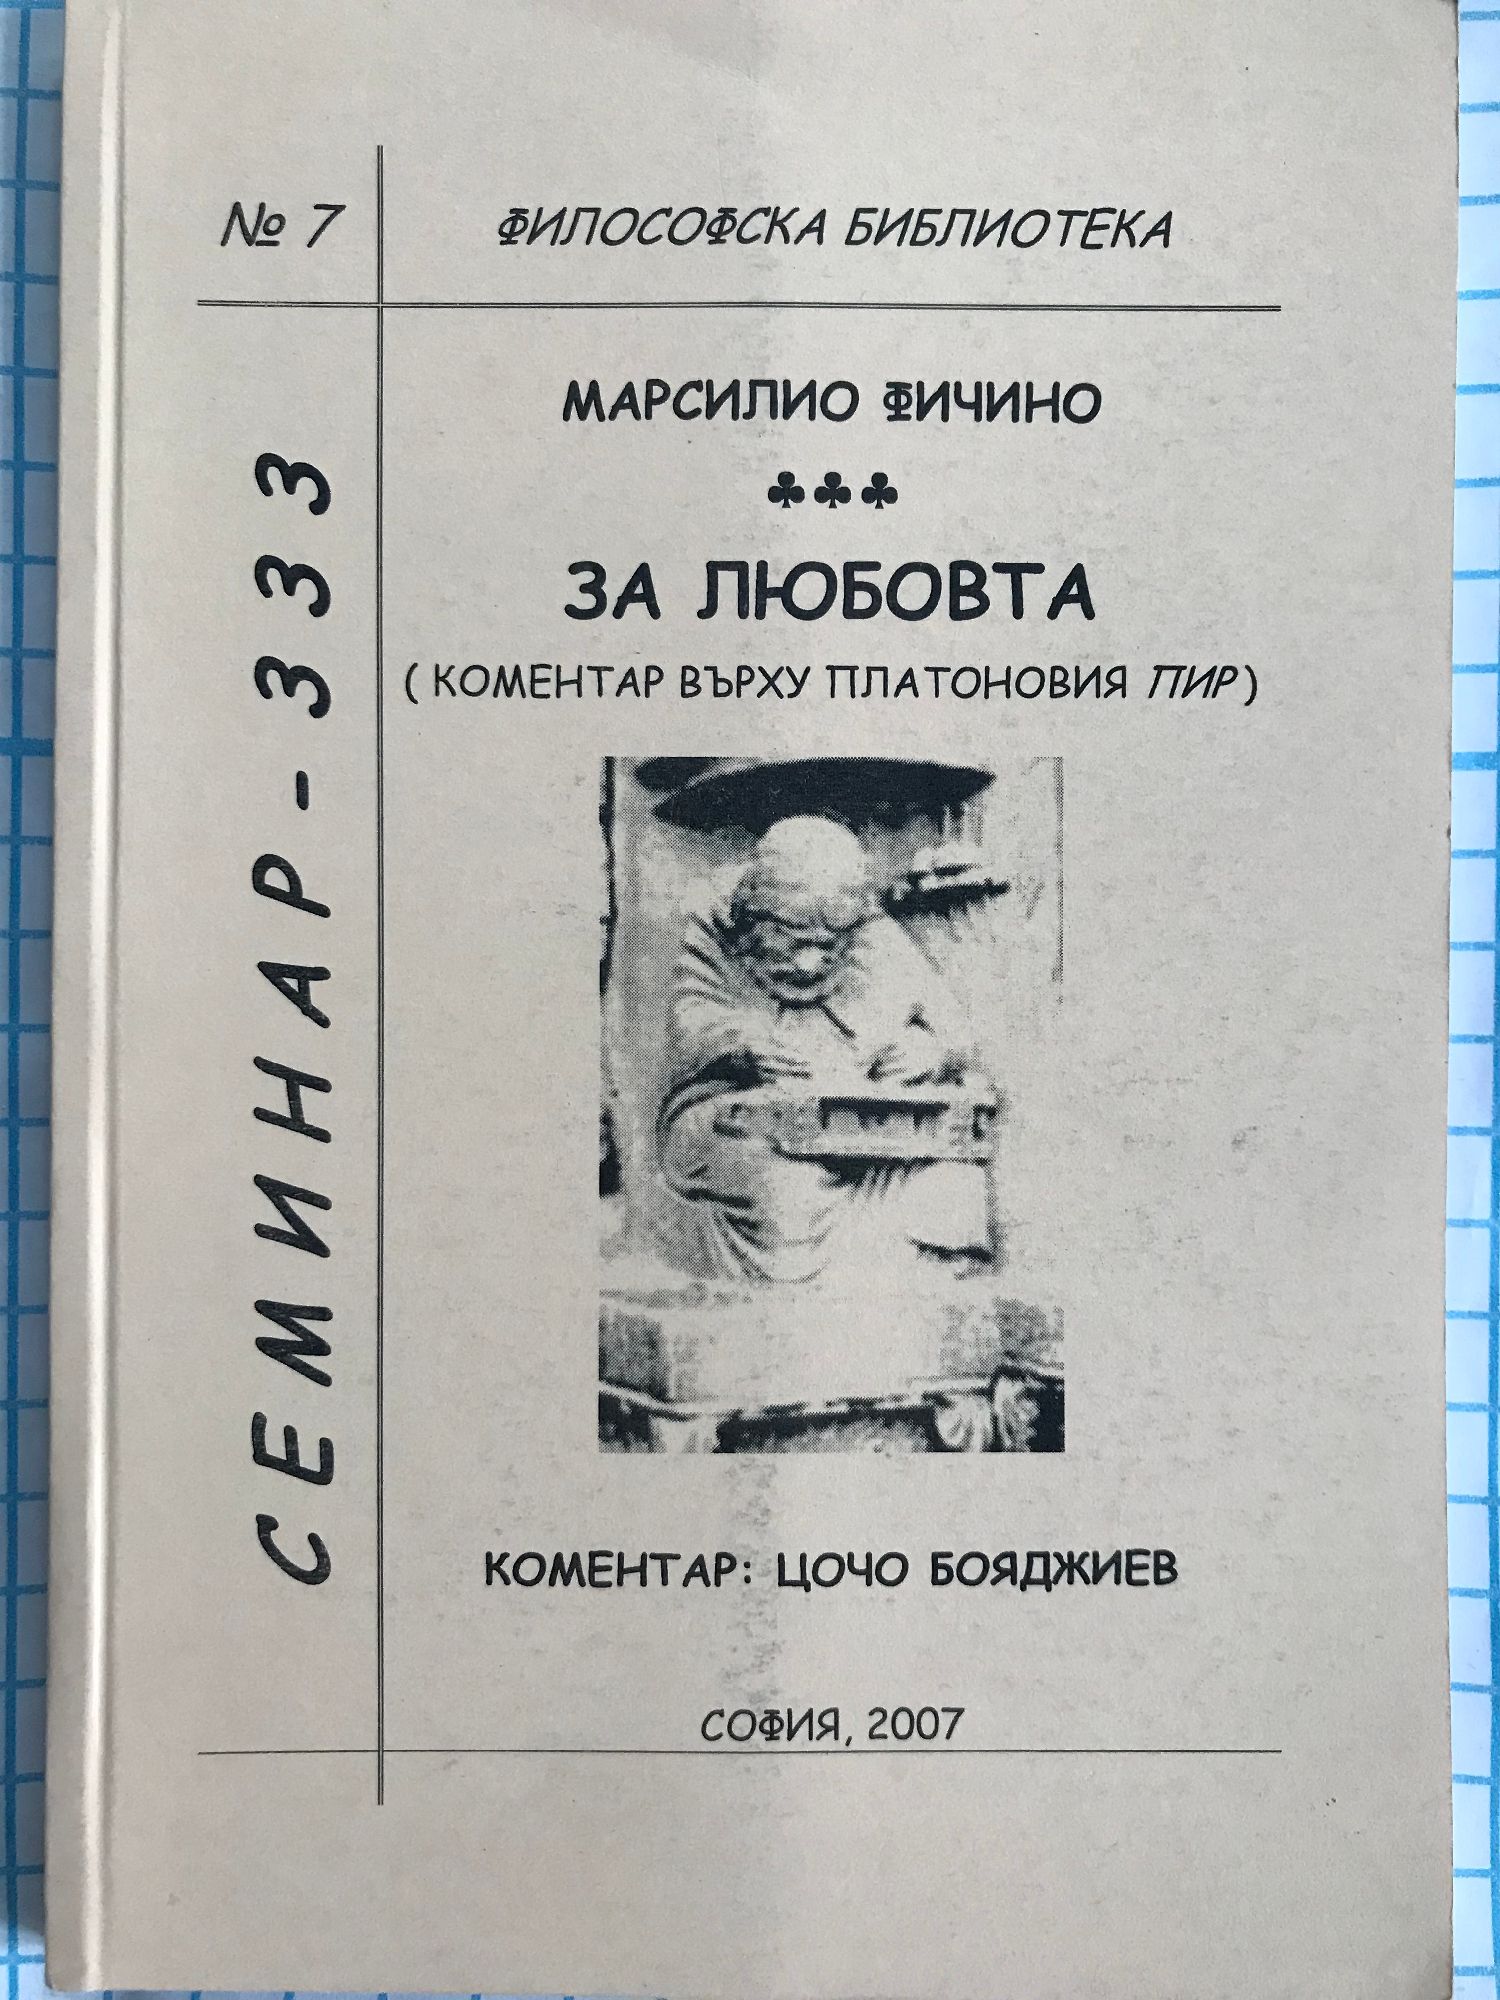 № 7
ФИЛОСОФСКА БИБЛИОТЕКА
СЕМИНАР-333
МАРСИЛИО ФИЧИНО
♣♣♣
ЗА ЛЮБОВТА
(КОМЕНТАР ВЪРХУ ПЛАТОНОВИЯ ПИР)
КОМЕНТАР: ЦОЧО БОЯДЖИЕВ
СОФИЯ, 2007